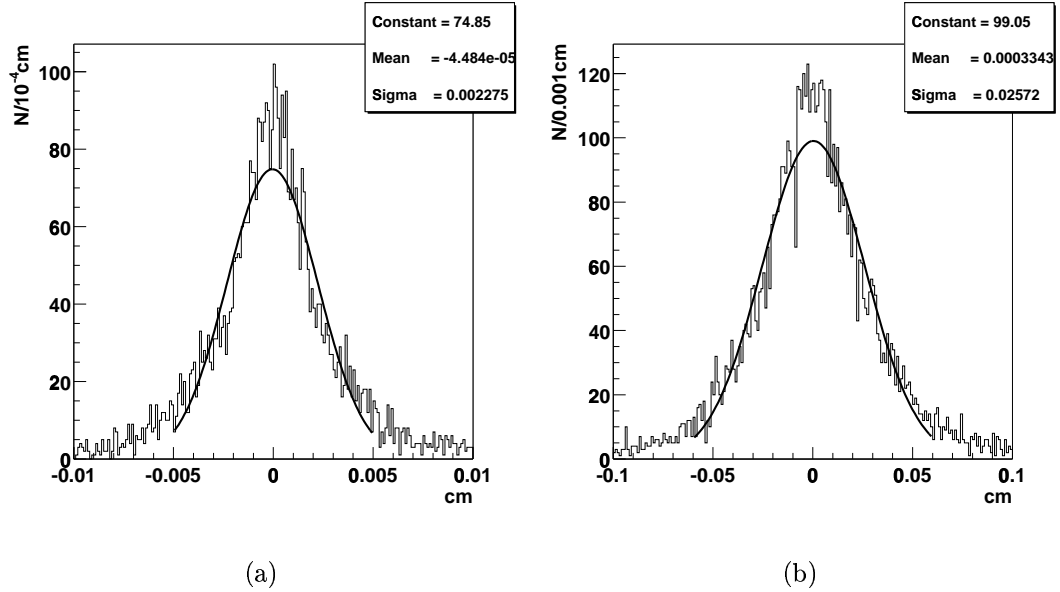 Constant = 74.85
Mean = -4.484e-05
Sigma = 0.002275
N/10-4cm
100
80
60
40
20
0
-0.01 -0.005 0 0.005 0.01
cm
(a)
Constant = 99.05
Mean = 0.0003343
Sigma = 0.02572
N/0.001cm
120
100
80
60
40
20
0
-0.1 -0.05 0 0.05 0.1
cm
(b)